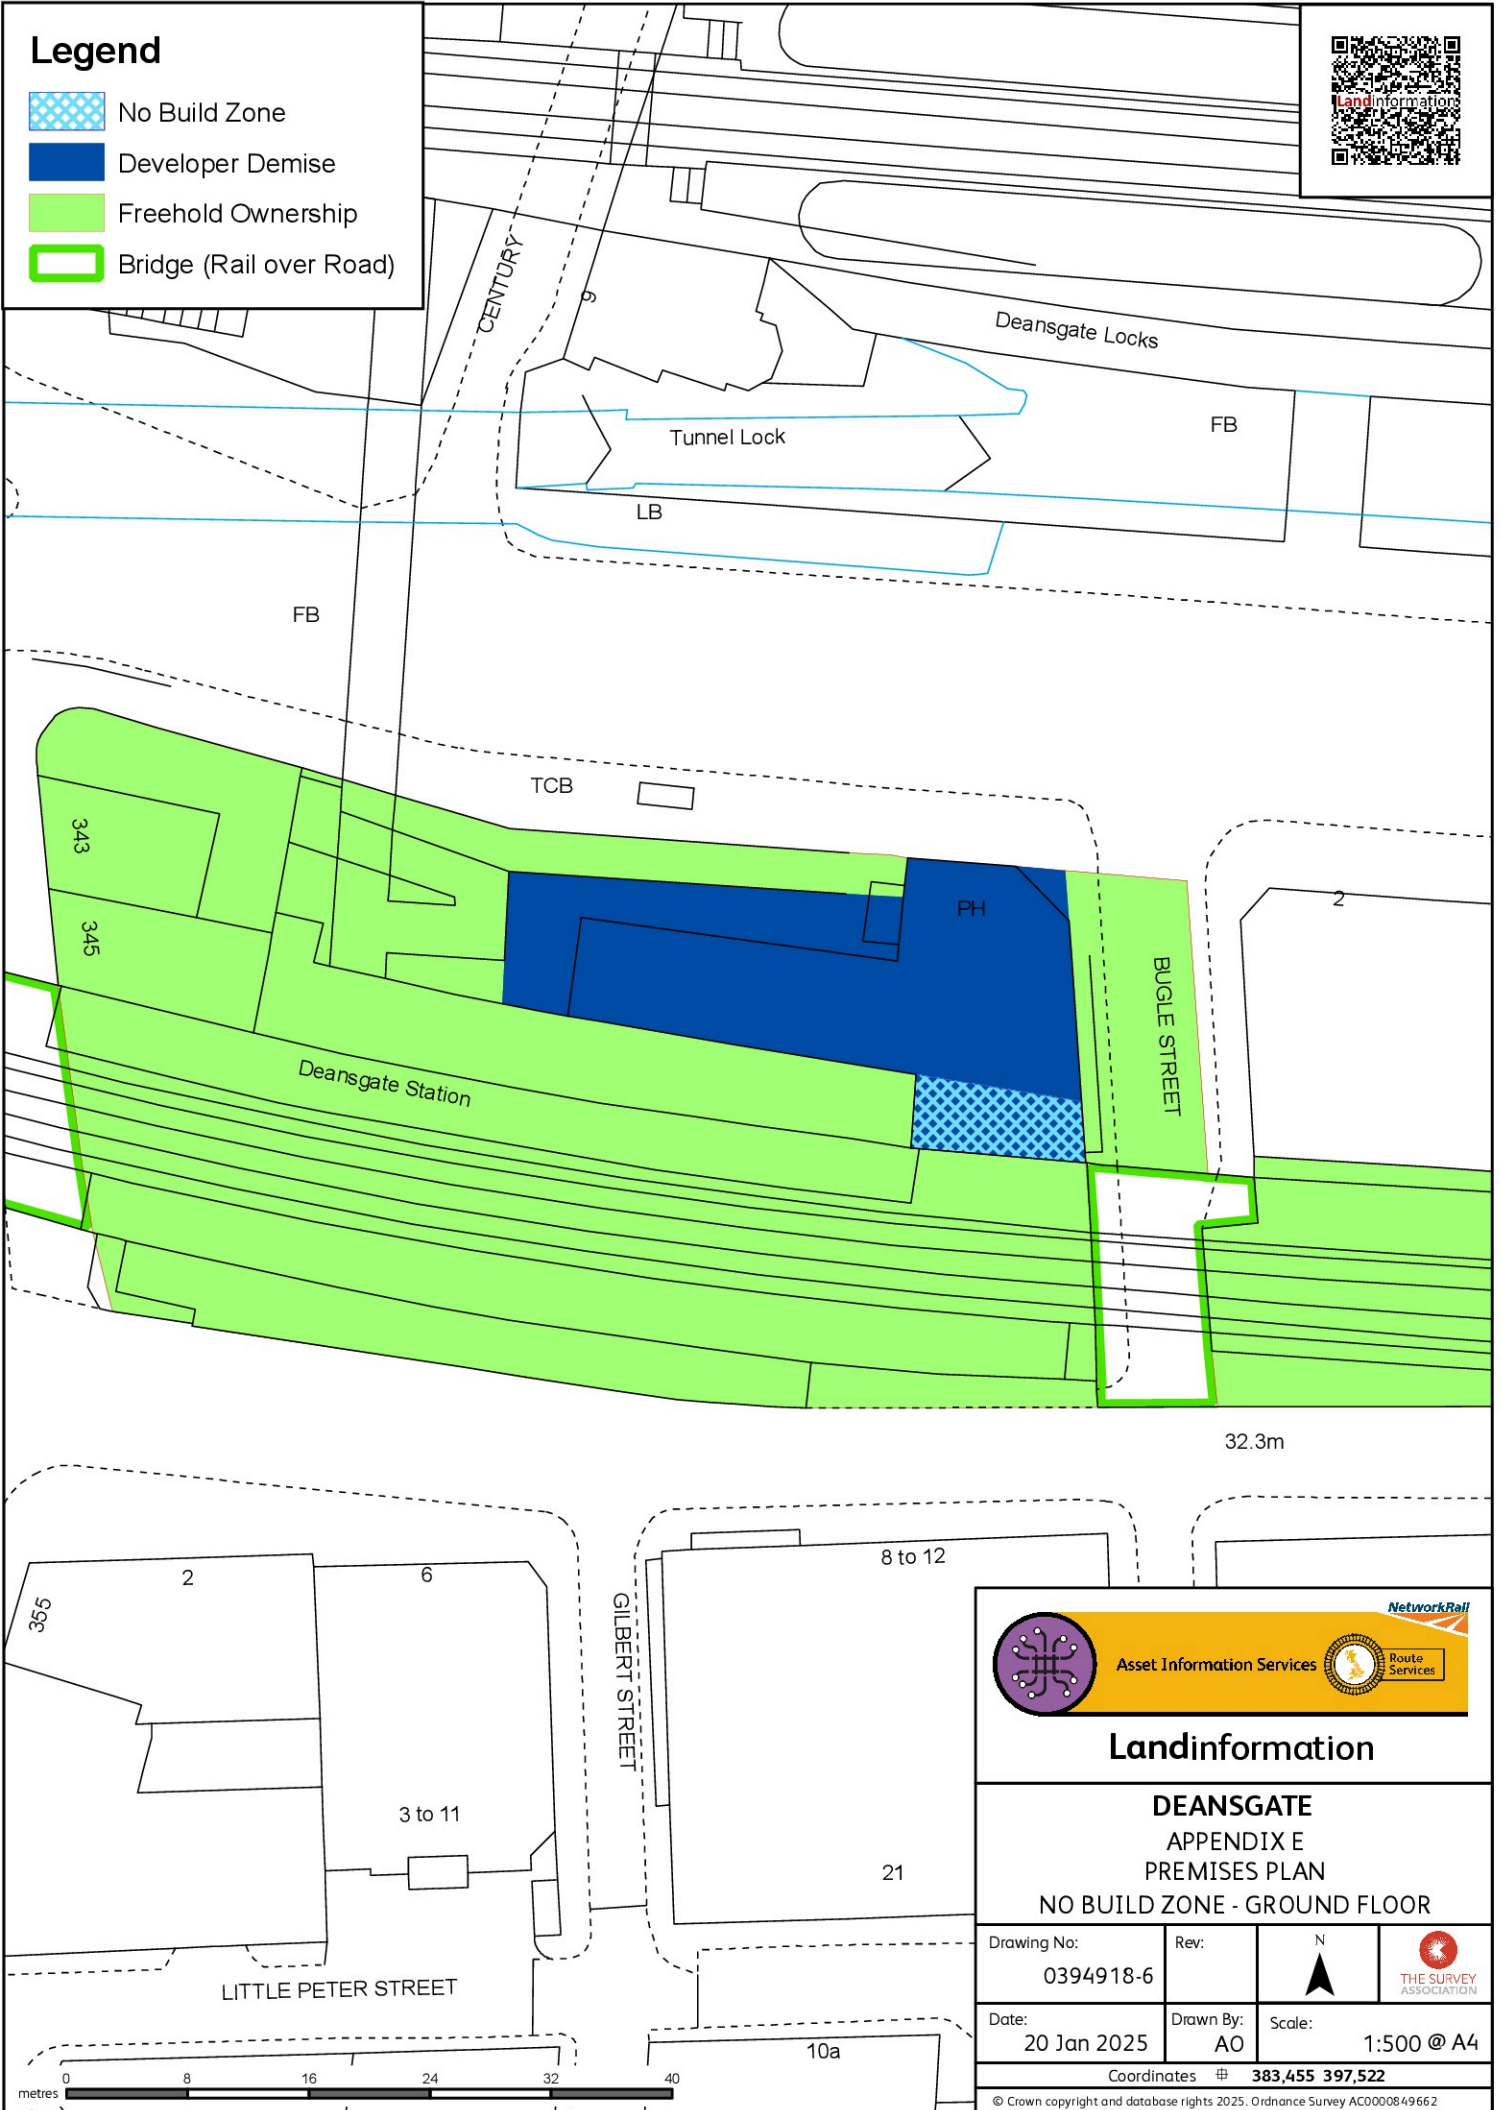 Legend
No Build Zone
Developer Demise
Freehold Ownership
Bridge (Rail over Road)
Landinformation
CENTURY
9
Deansgate Locks
Tunnel Lock
FB
LB
FB
TCB
343
345
PH
2
BUGLE STREET
Deansgate Station
32.3m
355
2
6
8 to 12
GILBERT STREET
3 to 11
21
LITTLE PETER STREET
10a
metres
0 8 16 24 32 40
NetworkRail
Asset Information Services
Route
Services
Landinformation
DEANSGATE
APPENDIX E
PREMISES PLAN
NO BUILD ZONE - GROUND FLOOR
Drawing No:
0394918-6
Rev:
N
THE SURVEY
ASSOCIATION
Date:
20 Jan 2025
Drawn By:
AO
Scale:
1:500 @ A4
Coordinates 383,455 397,522
© Crown copyright and database rights 2025. Ordnance Survey AC0000849662